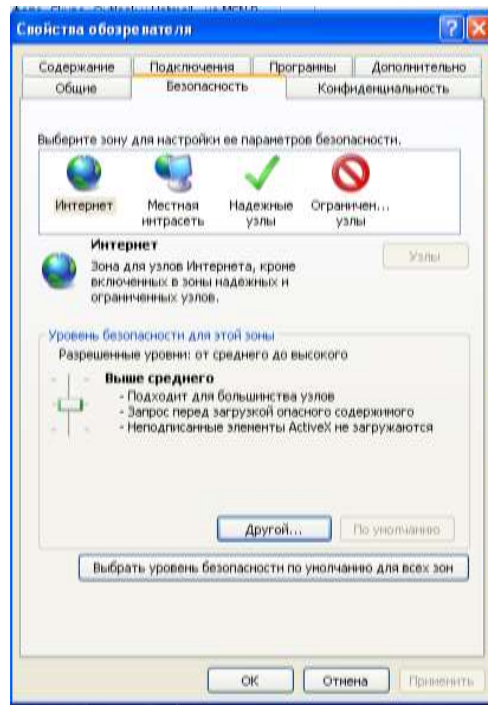 Свойства обозревателя
Содержание Подключения Программы Дополнительно
Общие Безопасность Конфиденциальность
Выберите зону для настройки ее параметров безопасности.
Интернет Местная интрасеть Надежные узлы Ограничен... узлы
Интернет
Зона для узлов Интернета, кроме
включенных в зоны надежных и
ограниченных узлов.
Узлы
Уровень безопасности для этой зоны
Разрешенные уровни: от среднего до высокого
Выше среднего
- Подходит для большинства узлов
- Запрос перед загрузкой опасного содержимого
- Неподписанные элементы ActiveX не загружаются
Другой... По умолчанию
Выбрать уровень безопасности по умолчанию для всех зон
ОК Отмена Применить